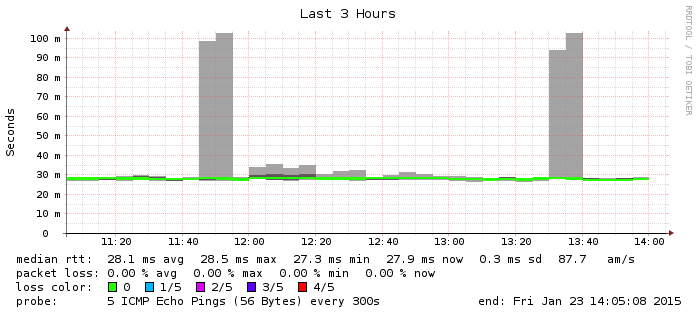 Last 3 Hours
RRDTOOL / TOBI OETIKER
Seconds
100 m
90 m
80 m
70 m
60 m
50 m
40 m
30 m
20 m
10 m
0
11:20 11:40 12:00 12:20 12:40 13:00 13:20 13:40 14:00
median rtt: 28.1 ms avg 28.5 ms max 27.3 ms min 27.9 ms now 0.3 ms sd 87.7 am/s
packet loss: 0.00 % avg 0.00 % max 0.00 % min 0.00 % now
loss color: 0 1/5 2/5 3/5 4/5
probe: 5 ICMP Echo Pings (56 Bytes) every 300s end: Fri Jan 23 14:05:08 2015